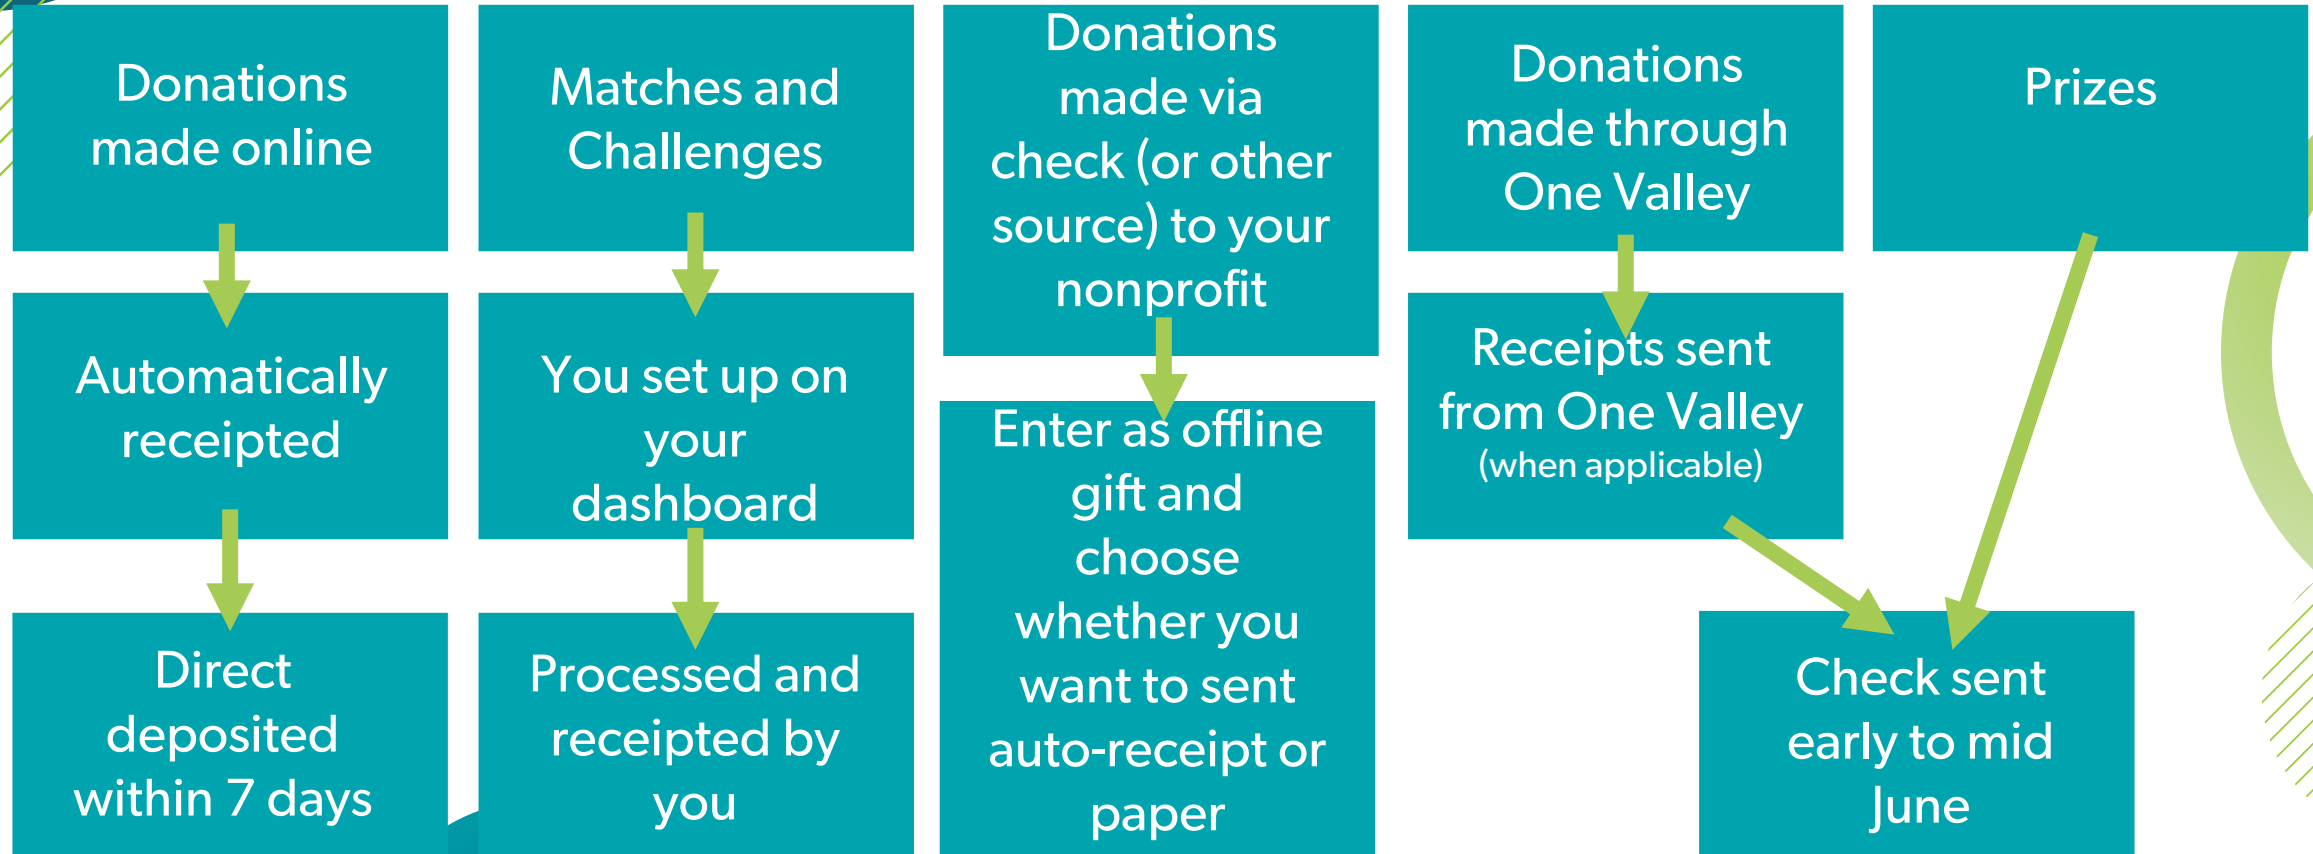 Donations
made online
Automatically
receipted
Direct
deposited
within 7 days
Matches and
Challenges
You set up on
your
dashboard
Processed and
receipted by
you
Donations
made via
check (or other
source) to your
nonprofit
Enter as offline
gift and
choose
whether you
want to sent
auto-receipt or
paper
Donations
made through
One Valley
Receipts sent
from One Valley
(when applicable)
Prizes
Check sent
early to mid
June